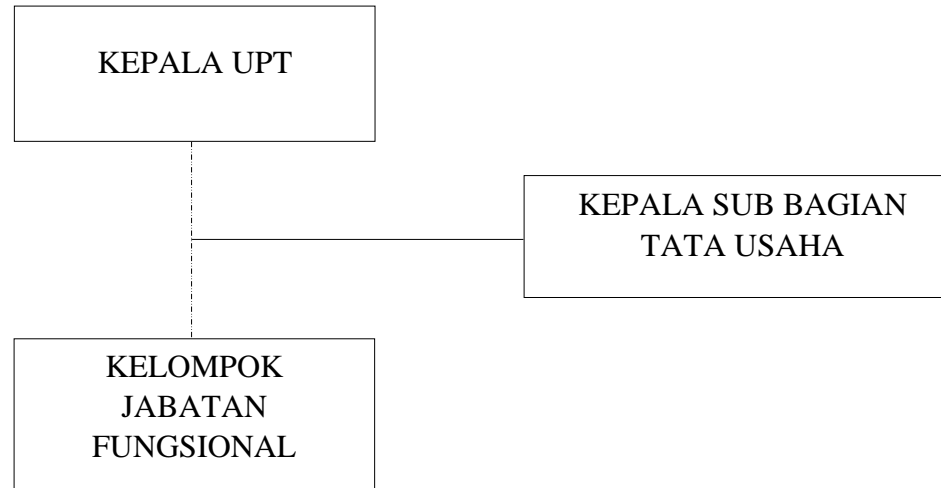 KEPALA UPT
KEPALA SUB BAGIAN
TATA USAHA
KELOMPOK
JABATAN
FUNGSIONAL